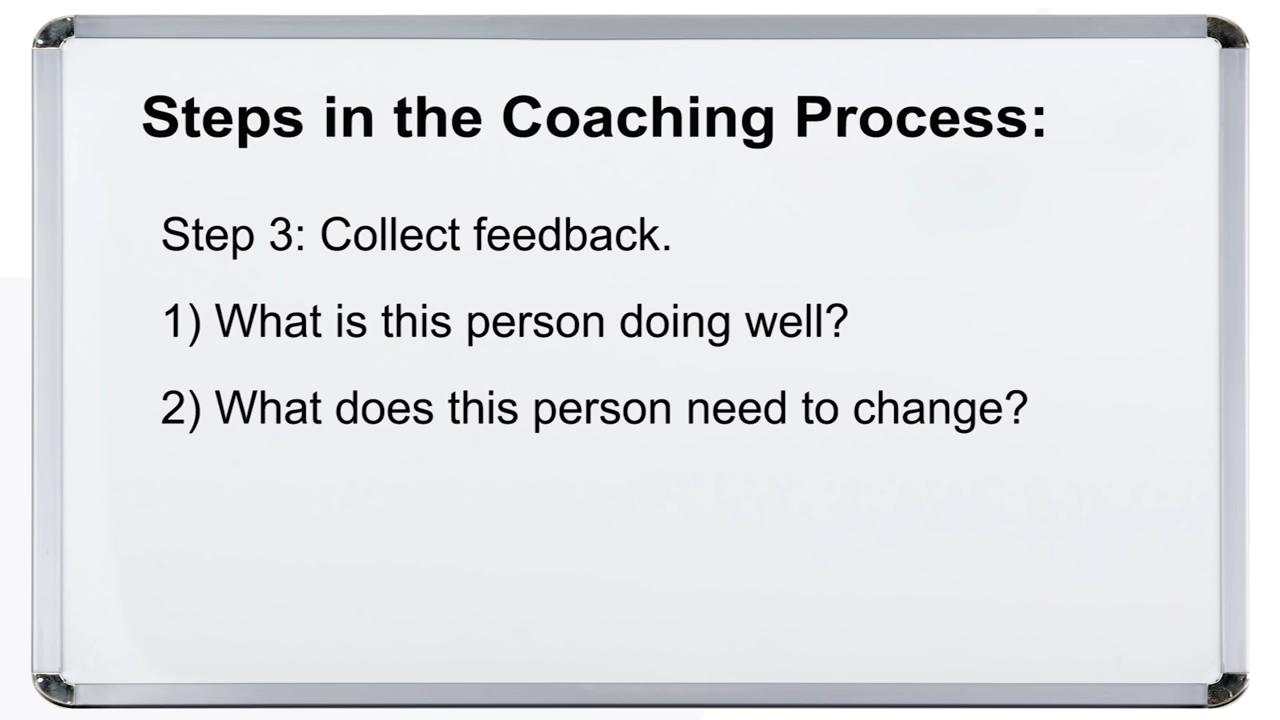 Steps in the Coaching Process:
Step 3: Collect feedback.
1) What is this person doing well?
2) What does this person need to change?